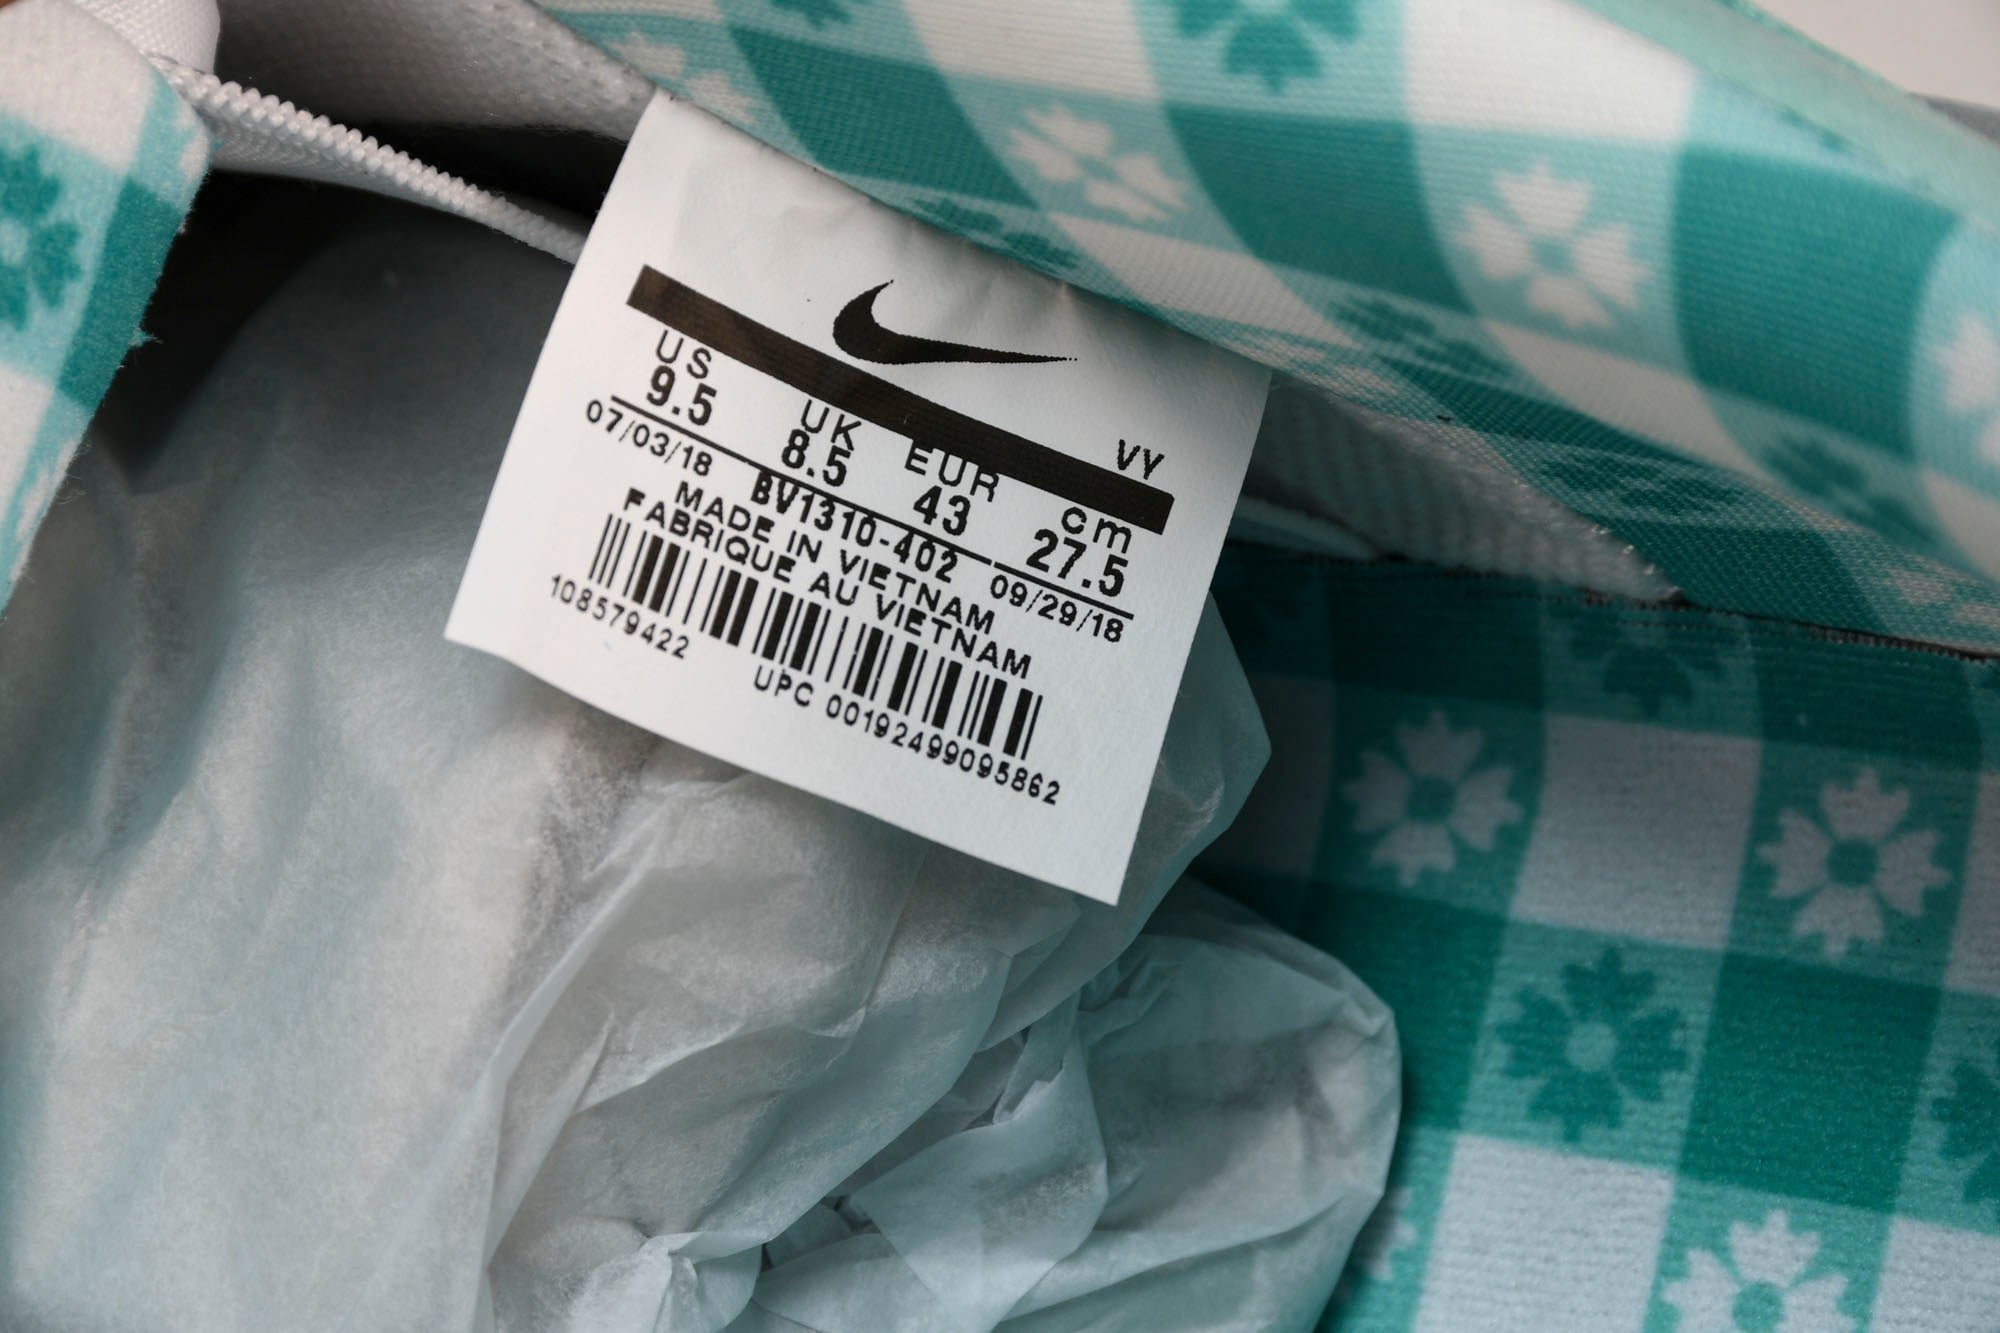 VY
US UK EUR cm
9.5 8.5 43 27.5
07/03/18 BV1310-402 09/29/18
MADE IN VIETNAM
FABRIQUE AU VIETNAM
108579422
UPC 00192499095862